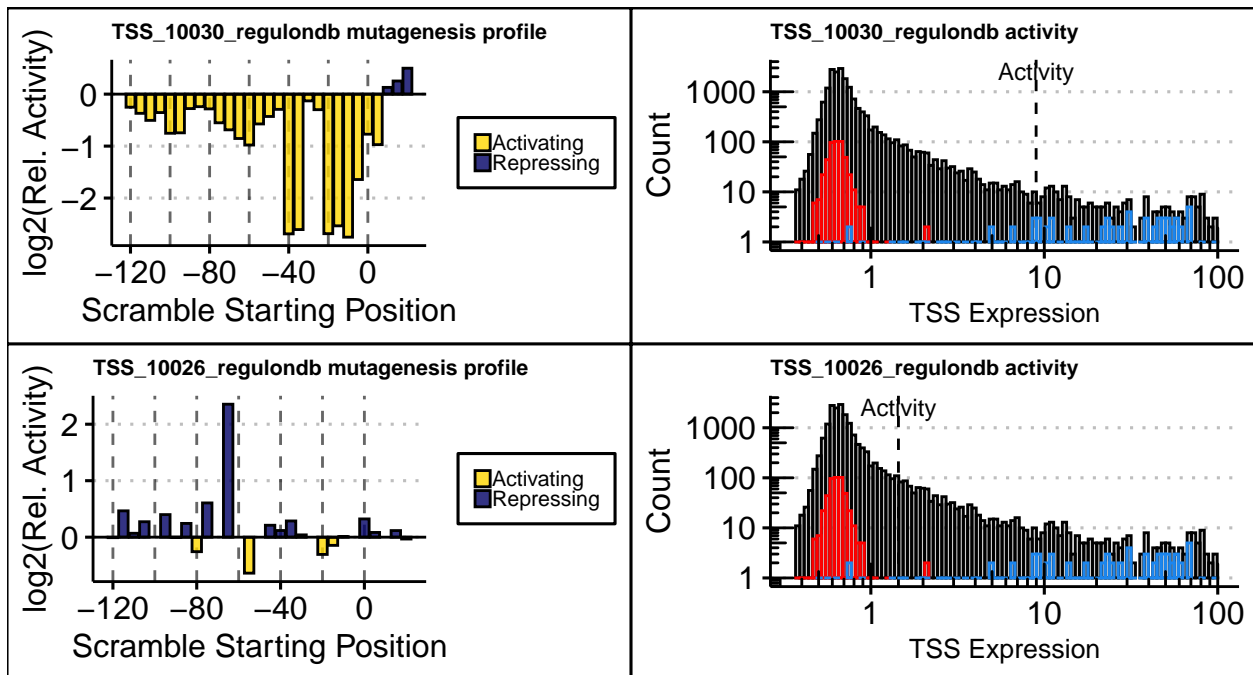 TSS_10030_regulondb mutagenesis profile
log2(Rel. Activity)
0
−1
−2
−120
−80
−40
0
Scramble Starting Position
Activating
Repressing
TSS_10030_regulondb activity
Activity
Count
1000
100
10
1
1
10
100
TSS Expression
TSS_10026_regulondb mutagenesis profile
log2(Rel. Activity)
2
1
0
−120
−80
−40
0
Scramble Starting Position
Activating
Repressing
TSS_10026_regulondb activity
Activity
Count
1000
100
10
1
1
10
100
TSS Expression